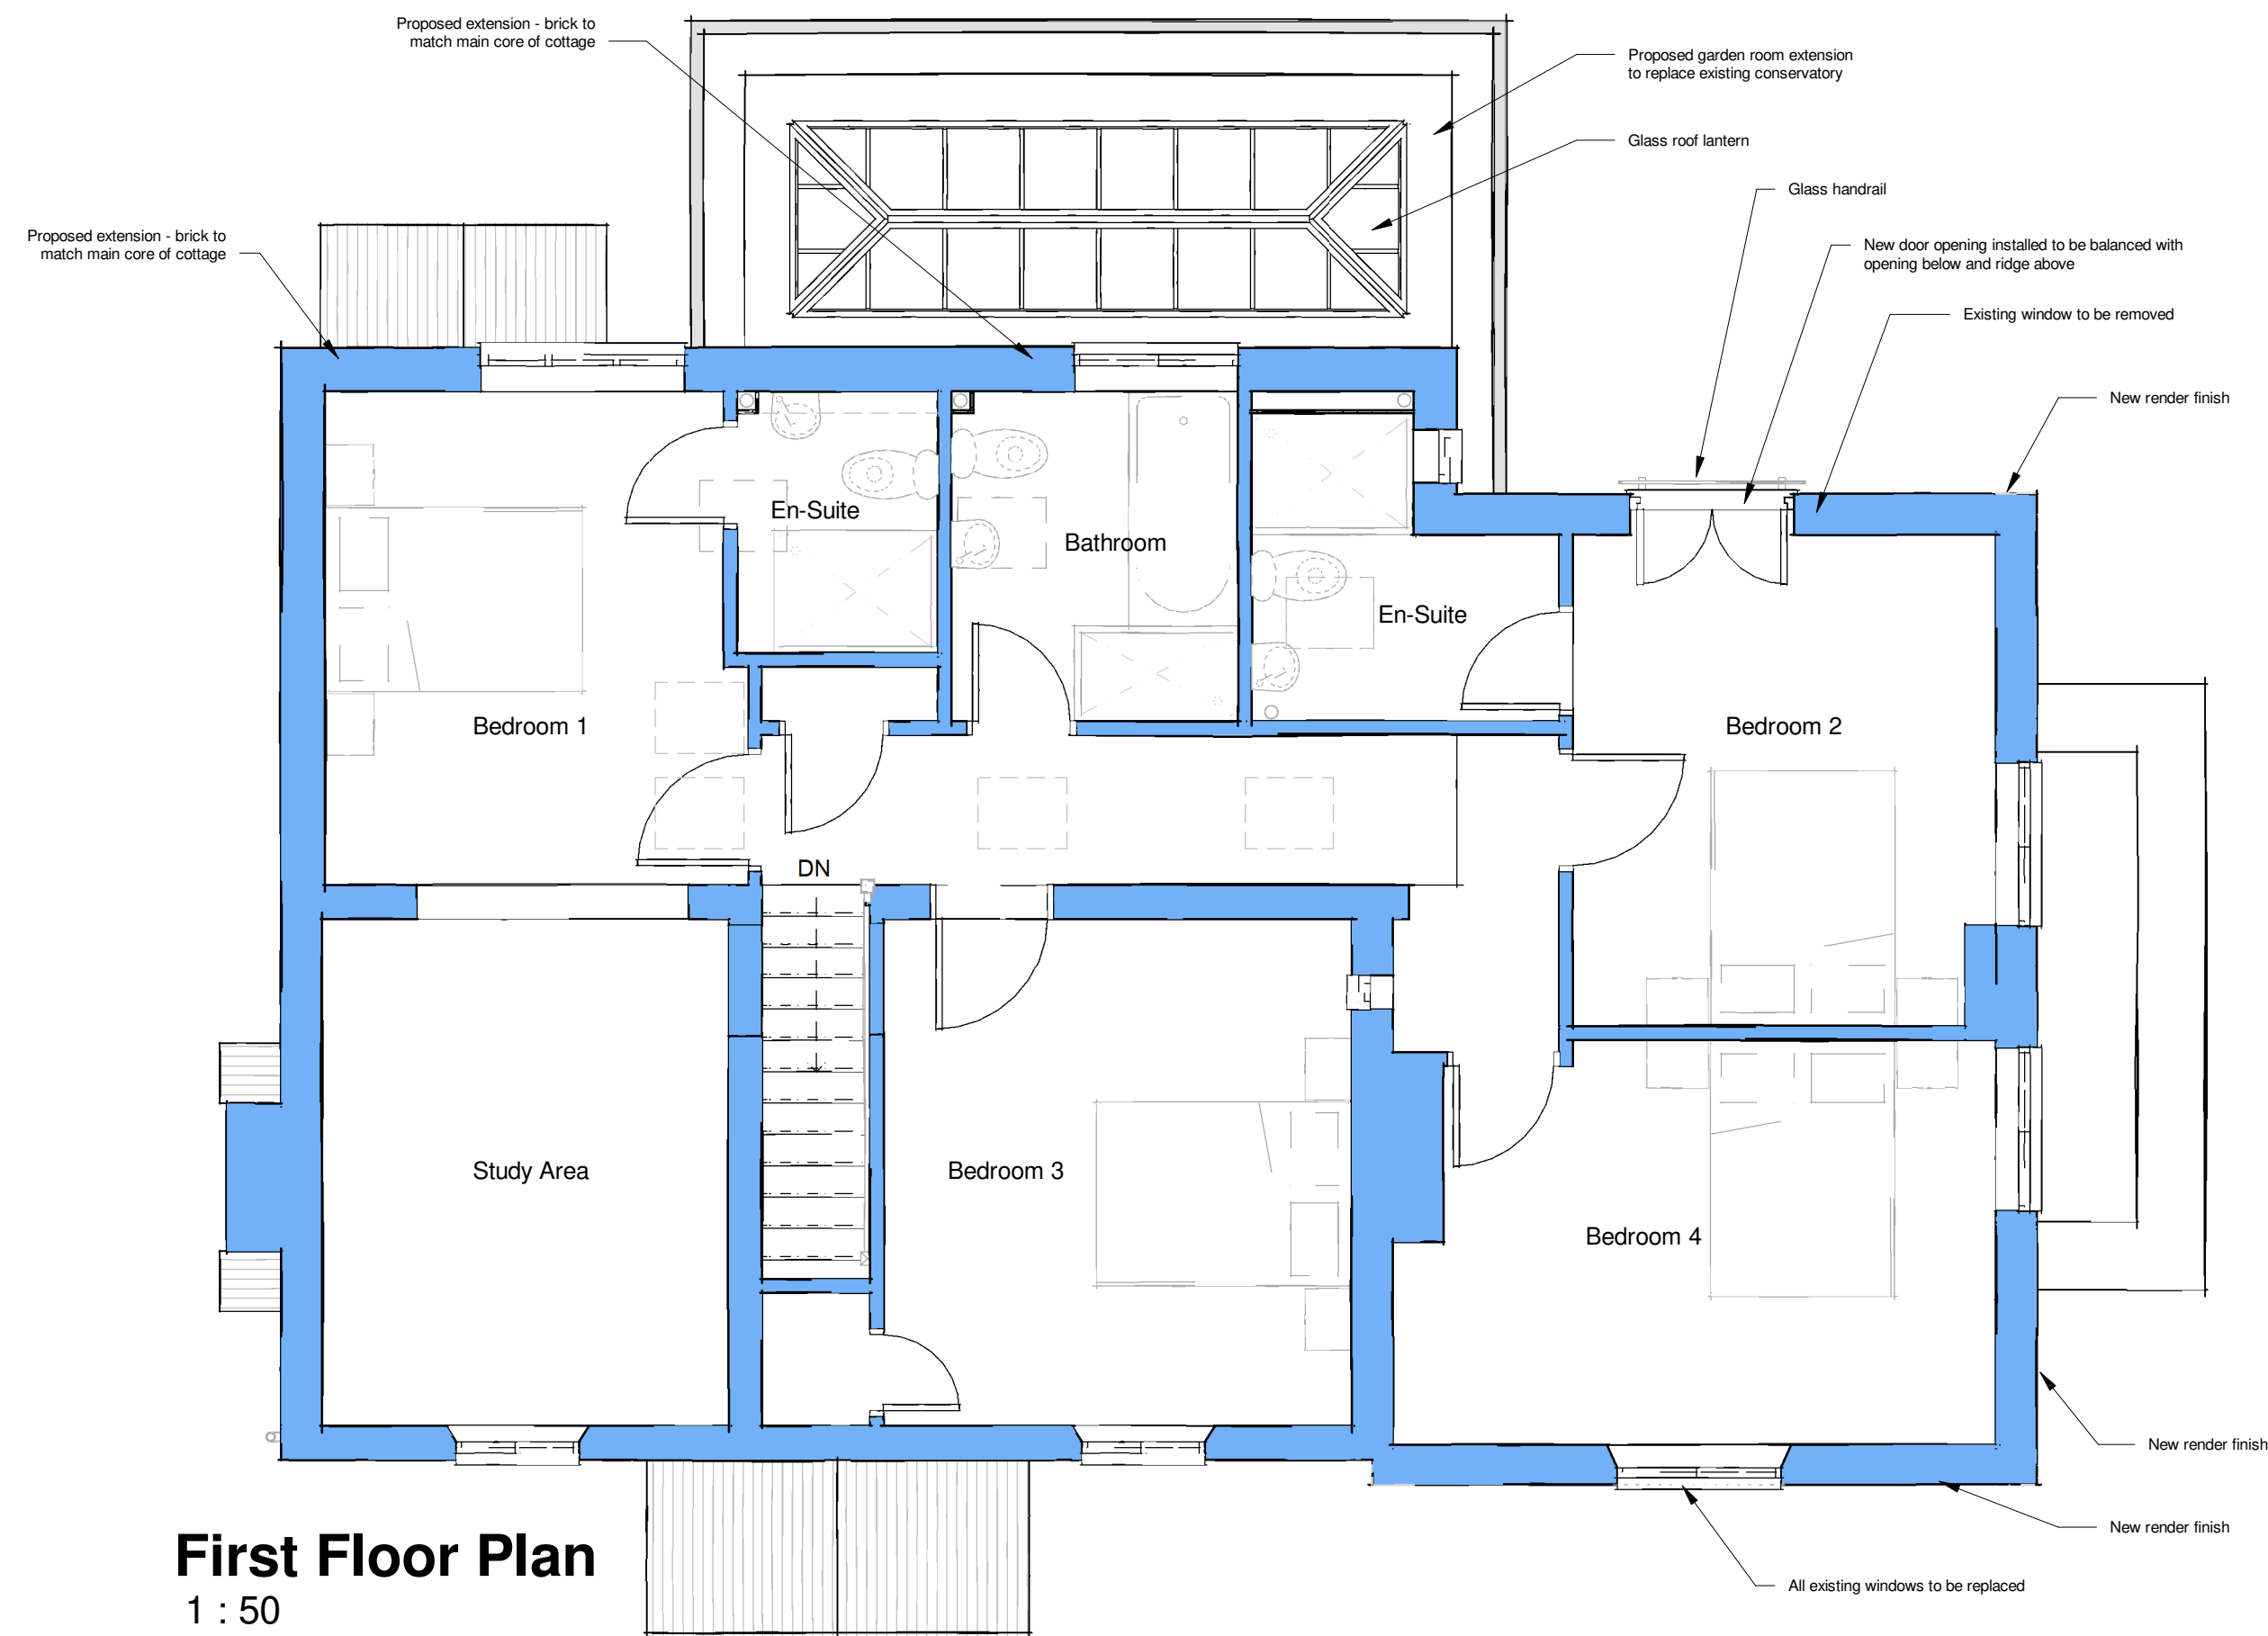 Proposed extension - brick to
match main core of cottage
Proposed garden room extension
to replace existing conservatory
Glass roof lantern
Glass handrail
Proposed extension - brick to
match main core of cottage
New door opening installed to be balanced with
opening below and ridge above
Existing window to be removed
New render finish
En-Suite
Bathroom
En-Suite
Bedroom 1
Bedroom 2
DN
Study Area
Bedroom 3
Bedroom 4
New render finish
New render finish
All existing windows to be replaced
First Floor Plan
1 : 50